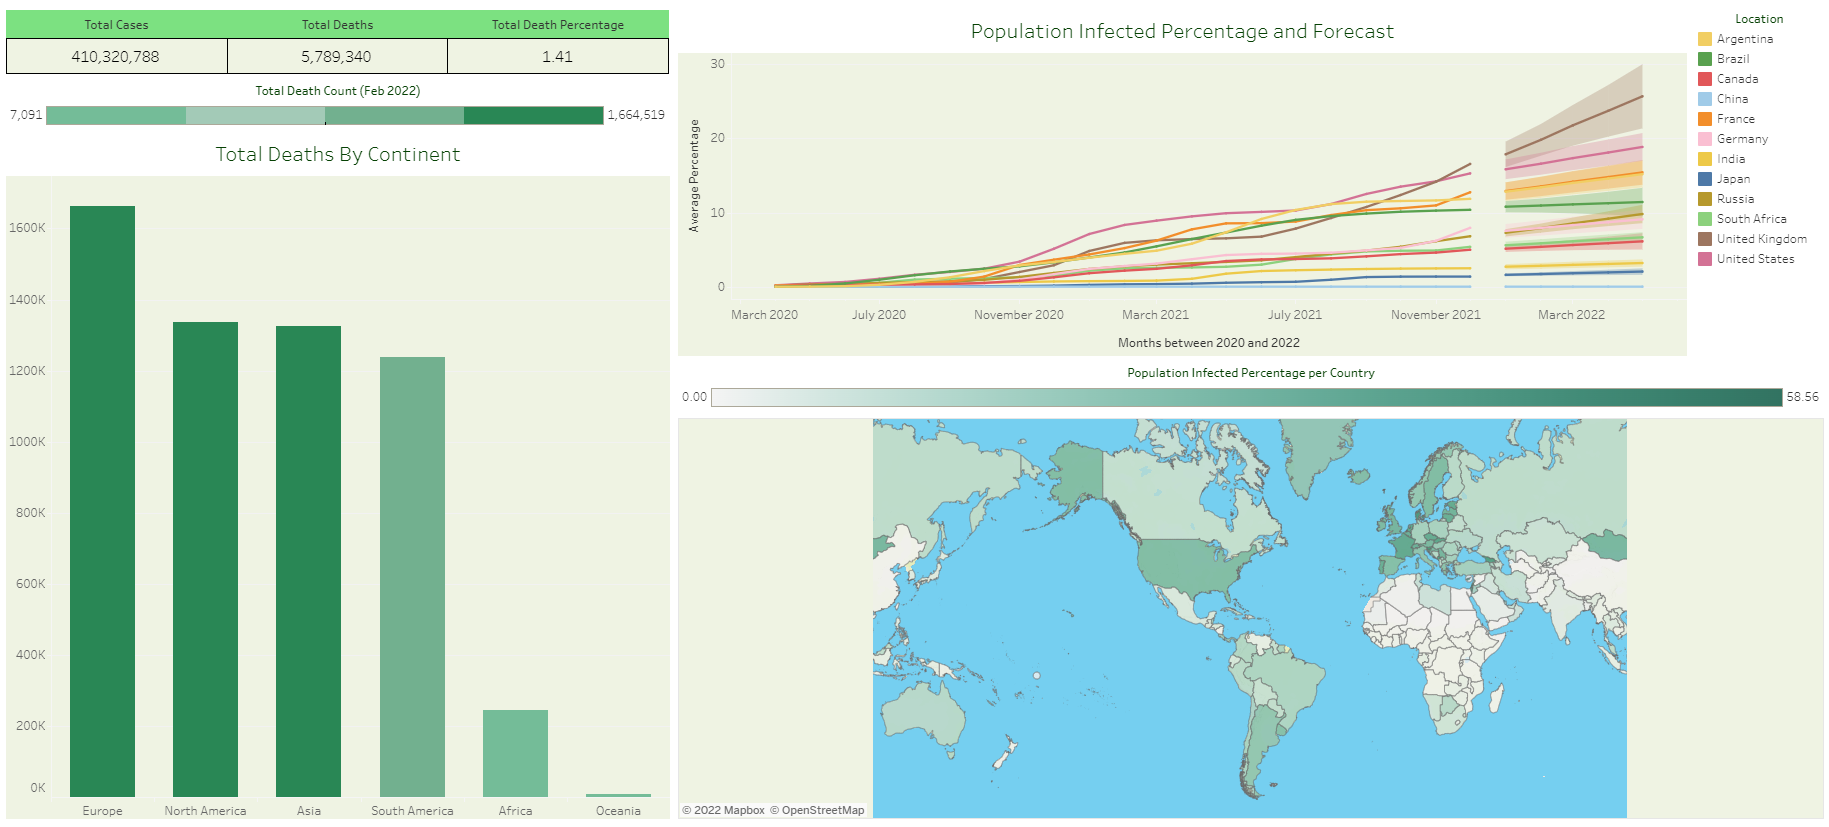 Total Cases Total Deaths Total Death Percentage
410,320,788 5,789,340 1.41
Total Death Count (Feb 2022)
7,091 1,664,519
Total Deaths By Continent
1600K
1400K
1200K
1000K
800K
600K
400K
200K
0K
Europe North America Asia South America Africa Oceania
Population Infected Percentage and Forecast
Average Percentage
30
20
10
0
March 2020 July 2020 November 2020 March 2021 July 2021 November 2021 March 2022
Months between 2020 and 2022
Location
Argentina
Brazil
Canada
China
France
Germany
India
Japan
Russia
South Africa
United Kingdom
United States
Population Infected Percentage per Country
0.00 58.56
© 2022 Mapbox © OpenStreetMap